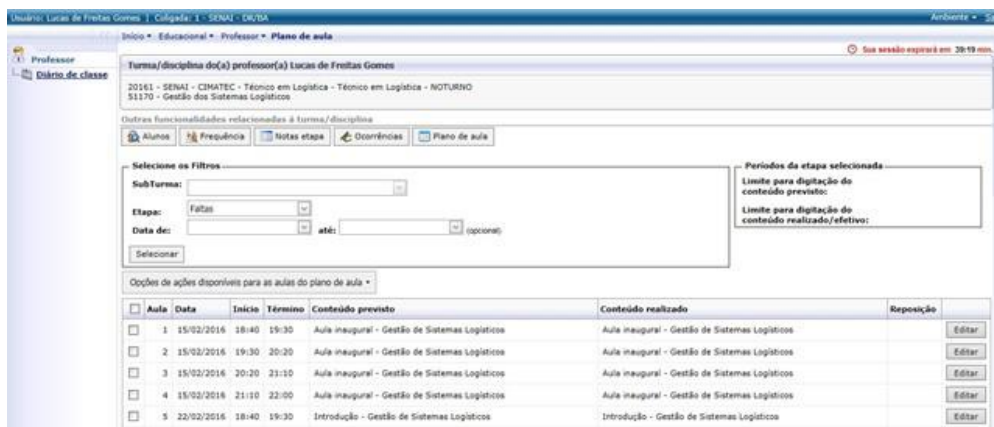 Usuário: Lucas de Freitas Gomes | Coligada: 1 - SENAI - DR/BA
Ambiente
Início Educacional Professor Plano de aula
Sua sessão expirará em 39:19 min.
Professor
Diário de classe
Turma/disciplina do(a) professor(a) Lucas de Freitas Gomes
20161 - SENAI - CIMATEC - Técnico em Logística - Técnico em Logística - NOTURNO
51170 - Gestão dos Sistemas Logísticos
Outras funcionalidades relacionadas à turma/disciplina
Alunos Frequência Notas etapa Ocorrências Plano de aula
Selecione os Filtros
SubTurma:
Etapa: Faltas
Data de: até: (opcional)
Selecionar
Períodos da etapa selecionada
Limite para digitação do
conteúdo previsto:
Limite para digitação do
conteúdo realizado/efetivo:
Opções de ações disponíveis para as aulas do plano de aula
Aula Data Início Término Conteúdo previsto Conteúdo realizado Reposição
1 15/02/2016 18:40 19:30 Aula inaugural - Gestão de Sistemas Logísticos Aula inaugural - Gestão de Sistemas Logísticos Editar
2 15/02/2016 19:30 20:20 Aula inaugural - Gestão de Sistemas Logísticos Aula inaugural - Gestão de Sistemas Logísticos Editar
3 15/02/2016 20:20 21:10 Aula inaugural - Gestão de Sistemas Logísticos Aula inaugural - Gestão de Sistemas Logísticos Editar
4 15/02/2016 21:10 22:00 Aula inaugural - Gestão de Sistemas Logísticos Aula inaugural - Gestão de Sistemas Logísticos Editar
5 22/02/2016 18:40 19:30 Introdução - Gestão de Sistemas Logísticos Introdução - Gestão de Sistemas Logísticos Editar